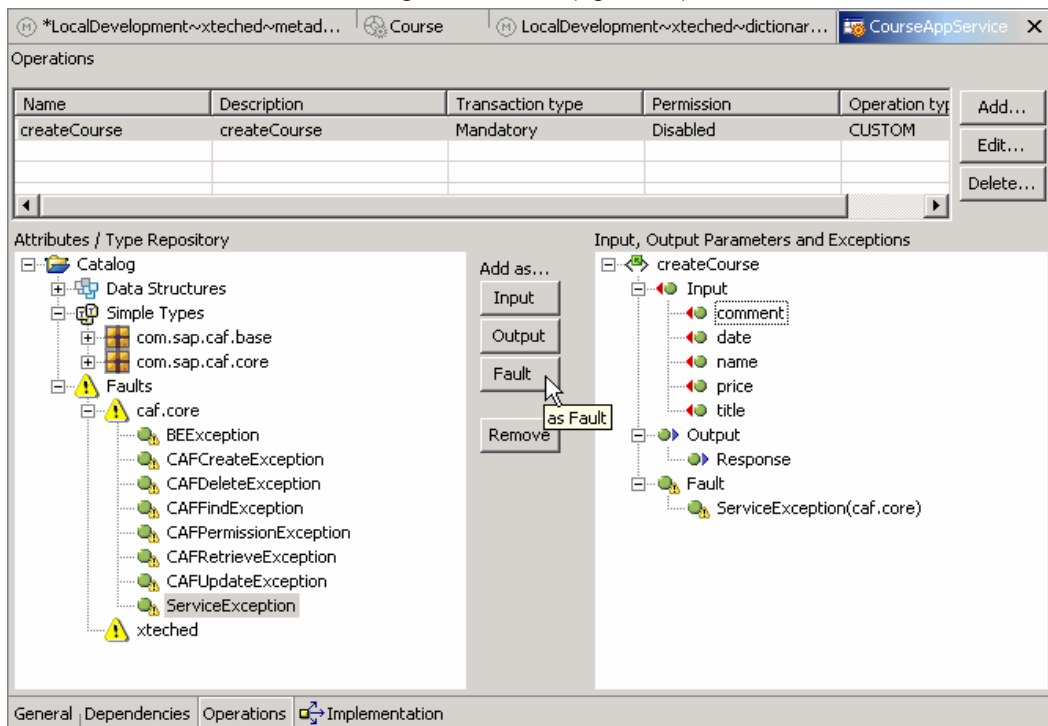 *LocalDevelopment~xteched~metad... Course LocalDevelopment~xteched~dictionar... CourseAppService
Operations
Name Description Transaction type Permission Operation typ
createCourse createCourse Mandatory Disabled CUSTOM
Add...
Edit...
Delete...
Attributes / Type Repository
Catalog
Data Structures
Simple Types
com.sap.caf.base
com.sap.caf.core
Faults
caf.core
BEException
CAFCreateException
CAFDeleteException
CAFFindException
CAFPermissionException
CAFRetrieveException
CAFUpdateException
ServiceException
xteched
Add as...
Input
Output
Fault
as Fault
Remove
Input, Output Parameters and Exceptions
createCourse
Input
comment
date
name
price
title
Output
Response
Fault
ServiceException(caf.core)
General Dependencies Operations Implementation